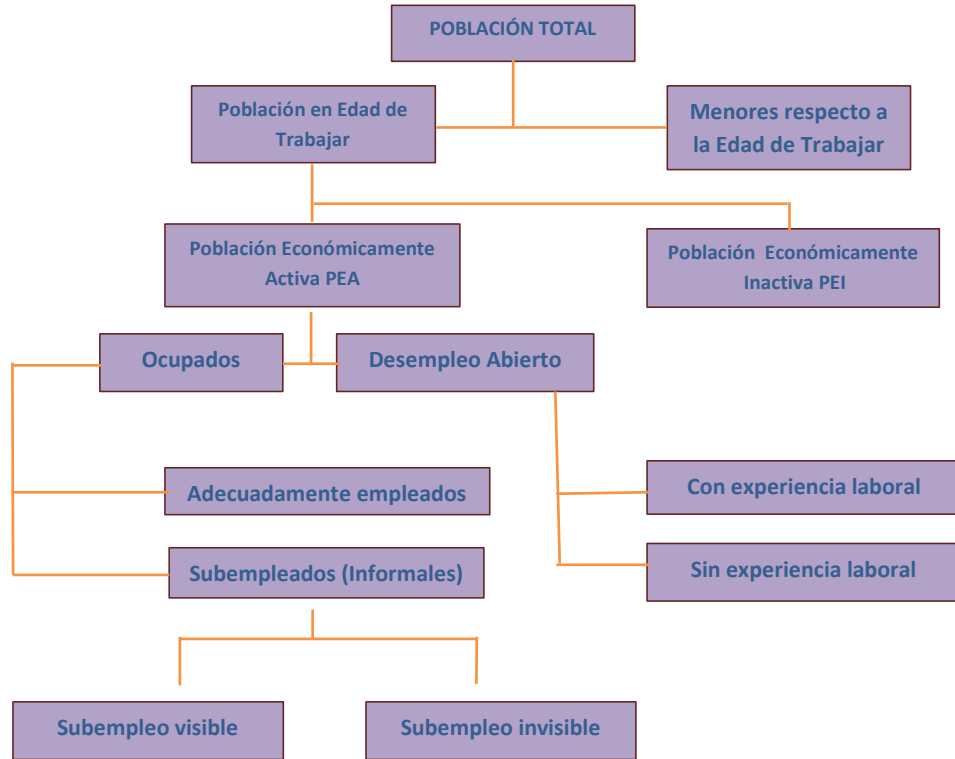 POBLACIÓN TOTAL
Población en Edad de
Trabajar
Menores respecto a
la Edad de Trabajar
Población Económicamente
Activa PEA
Población Económicamente
Inactiva PEI
Ocupados
Desempleo Abierto
Adecuadamente empleados
Con experiencia laboral
Subempleados (Informales)
Sin experiencia laboral
Subempleo visible
Subempleo invisible